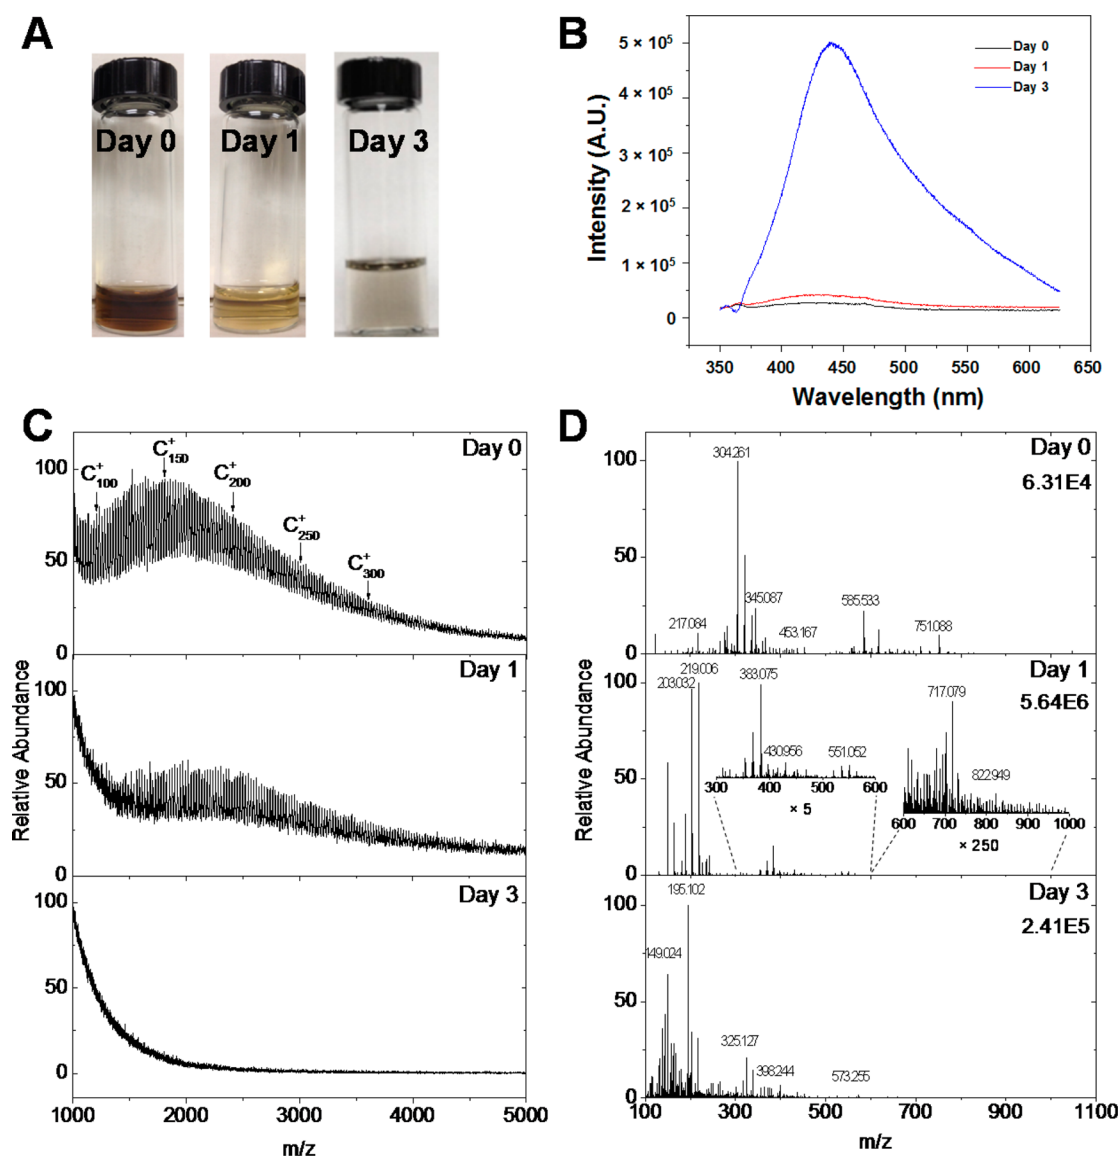 A
Day 0
Day 1
Day 3
B
5 × 10⁵
4 × 10⁵
3 × 10⁵
2 × 10⁵
1 × 10⁵
0
Intensity (A.U.)
Day 0
Day 1
Day 3
350 400 450 500 550 600 650
Wavelength (nm)
C
Day 0
C⁺₁₀₀
C⁺₁₅₀
C⁺₂₀₀
C⁺₂₅₀
C⁺₃₀₀
100
50
0
Relative Abundance
Day 1
100
50
0
Day 3
100
50
0
1000 2000 3000 4000 5000
m/z
D
Day 0
6.31E4
304.261
217.084
345.087
453.167
585.533
751.088
100
50
0
Relative Abundance
Day 1
5.64E6
219.006
203.032
383.075
430.956
551.052
300 400 500 600
× 5
717.079
822.949
600 700 800 900 1000
× 250
100
50
0
Day 3
2.41E5
195.102
149.024
325.127
398.244
573.255
100
50
0
100 300 500 700 900 1100
m/z